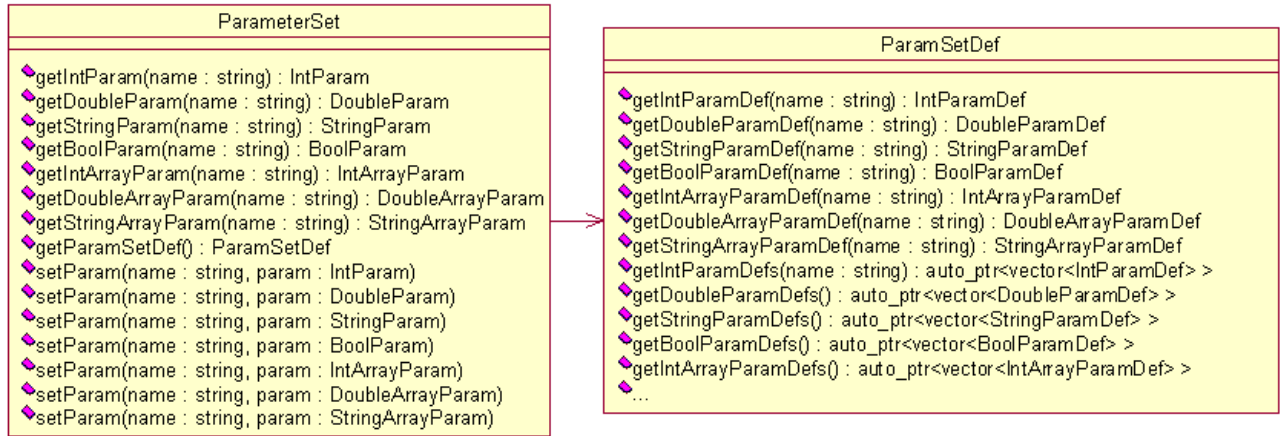 ParameterSet
getIntParam(name : string) : IntParam
getDoubleParam(name : string) : DoubleParam
getStringParam(name : string) : StringParam
getBoolParam(name : string) : BoolParam
getIntArrayParam(name : string) : IntArrayParam
getDoubleArrayParam(name : string) : DoubleArrayParam
getStringArrayParam(name : string) : StringArrayParam
getParamSetDef() : ParamSetDef
setParam(name : string, param : IntParam)
setParam(name : string, param : DoubleParam)
setParam(name : string, param : StringParam)
setParam(name : string, param : BoolParam)
setParam(name : string, param : IntArrayParam)
setParam(name : string, param : DoubleArrayParam)
setParam(name : string, param : StringArrayParam)
ParamSetDef
getIntParamDef(name : string) : IntParamDef
getDoubleParamDef(name : string) : DoubleParamDef
getStringParamDef(name : string) : StringParamDef
getBoolParamDef(name : string) : BoolParamDef
getIntArrayParamDef(name : string) : IntArrayParamDef
getDoubleArrayParamDef(name : string) : DoubleArrayParamDef
getStringArrayParamDef(name : string) : StringArrayParamDef
getIntParamDefs(name : string) : auto_ptr<vector<IntParamDef> >
getDoubleParamDefs() : auto_ptr<vector<DoubleParamDef> >
getStringParamDefs() : auto_ptr<vector<StringParamDef> >
getBoolParamDefs() : auto_ptr<vector<BoolParamDef> >
getIntArrayParamDefs() : auto_ptr<vector<IntArrayParamDef> >
...